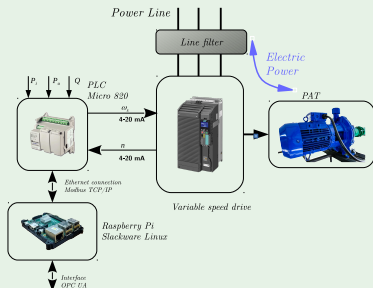 Power Line
Line filter
Electric
Power
P
P
Q
PLC
Micro 820
4-20 mA
n
4-20 mA
PAT
Variable speed drive
Ethernet connection
Modbus TCP/IP
Raspberry Pi
Slackware Linux
Interface
OPC UA